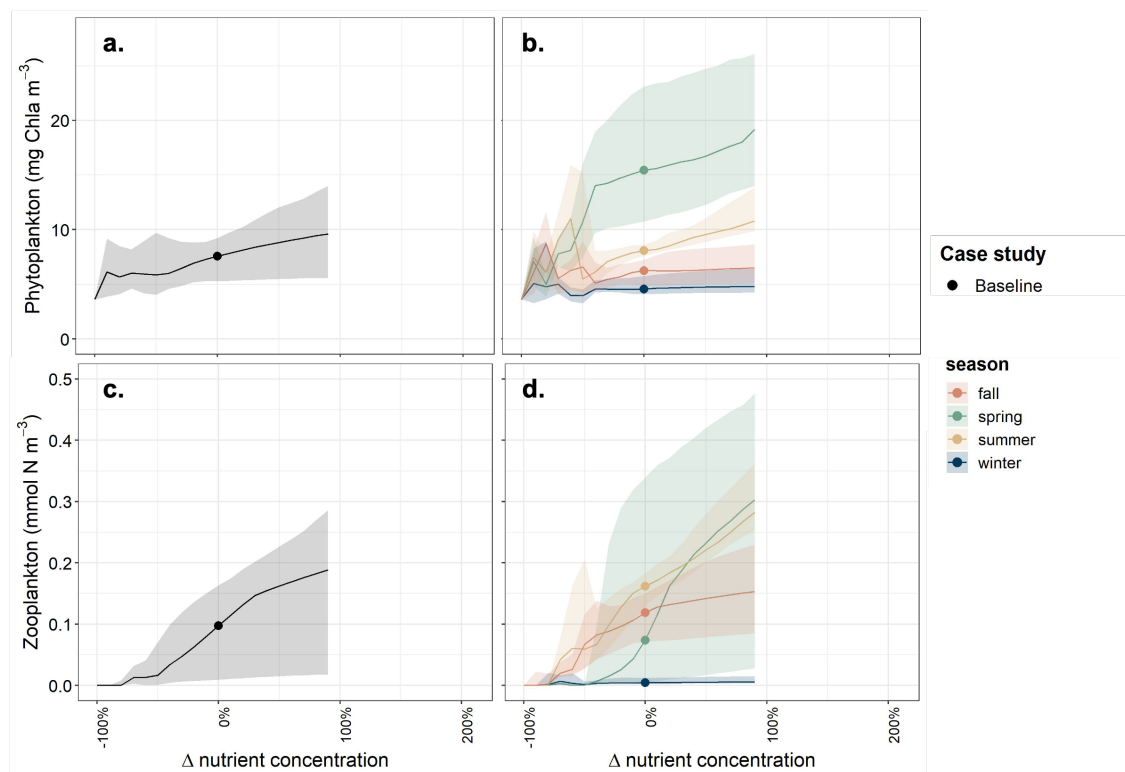 a.
b.
Phytoplankton (mg Chla m⁻³)
20
10
0
Case study
Baseline
season
fall
spring
summer
winter
c.
d.
Zooplankton (mmol N m⁻³)
0.5
0.4
0.3
0.2
0.1
0.0
-100%
0%
100%
200%
-100%
0%
100%
200%
Δ nutrient concentration
Δ nutrient concentration